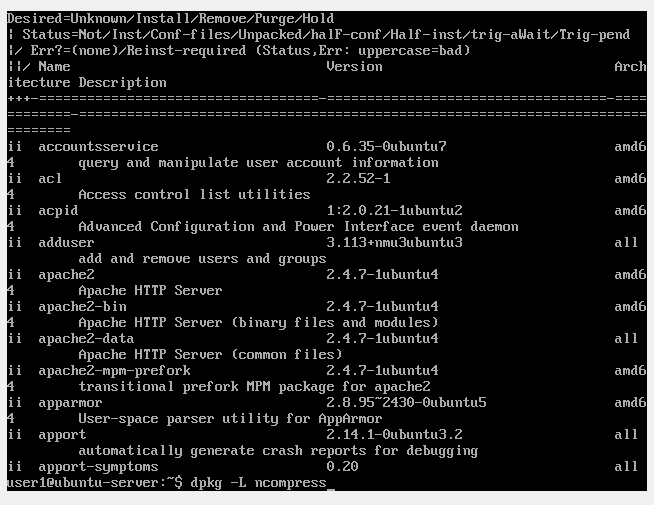 Desired=Unknown/Install/Remove/Purge/Hold
| Status=Not/Inst/Conf-files/Unpacked/halF-conf/Half-inst/trig-aWait/Trig-pend
|/ Err?=(none)/Reinst-required (Status,Err: uppercase=bad)
||/ Name                                Version                             Arch
itecture Description
+++-===================================-===================================-====
=========-======================================================================
========
ii  accountsservice                     0.6.35-0ubuntu7                     amd6
4        query and manipulate user account information
ii  acl                                 2.2.52-1                            amd6
4        Access control list utilities
ii  acpid                               1:2.0.21-1ubuntu2                   amd6
4        Advanced Configuration and Power Interface event daemon
ii  adduser                             3.113+nmu3ubuntu3                   all
         add and remove users and groups
ii  apache2                             2.4.7-1ubuntu4                      amd6
4        Apache HTTP Server
ii  apache2-bin                         2.4.7-1ubuntu4                      amd6
4        Apache HTTP Server (binary files and modules)
ii  apache2-data                        2.4.7-1ubuntu4                      all
         Apache HTTP Server (common files)
ii  apache2-mpm-prefork                 2.4.7-1ubuntu4                      amd6
4        transitional prefork MPM package for apache2
ii  apparmor                            2.8.95~2430-0ubuntu5                amd6
4        User-space parser utility for AppArmor
ii  apport                              2.14.1-0ubuntu3.2                   all
         automatically generate crash reports for debugging
ii  apport-symptoms                     0.20                                all
user1@ubuntu-server:~$ dpkg -L ncompress_